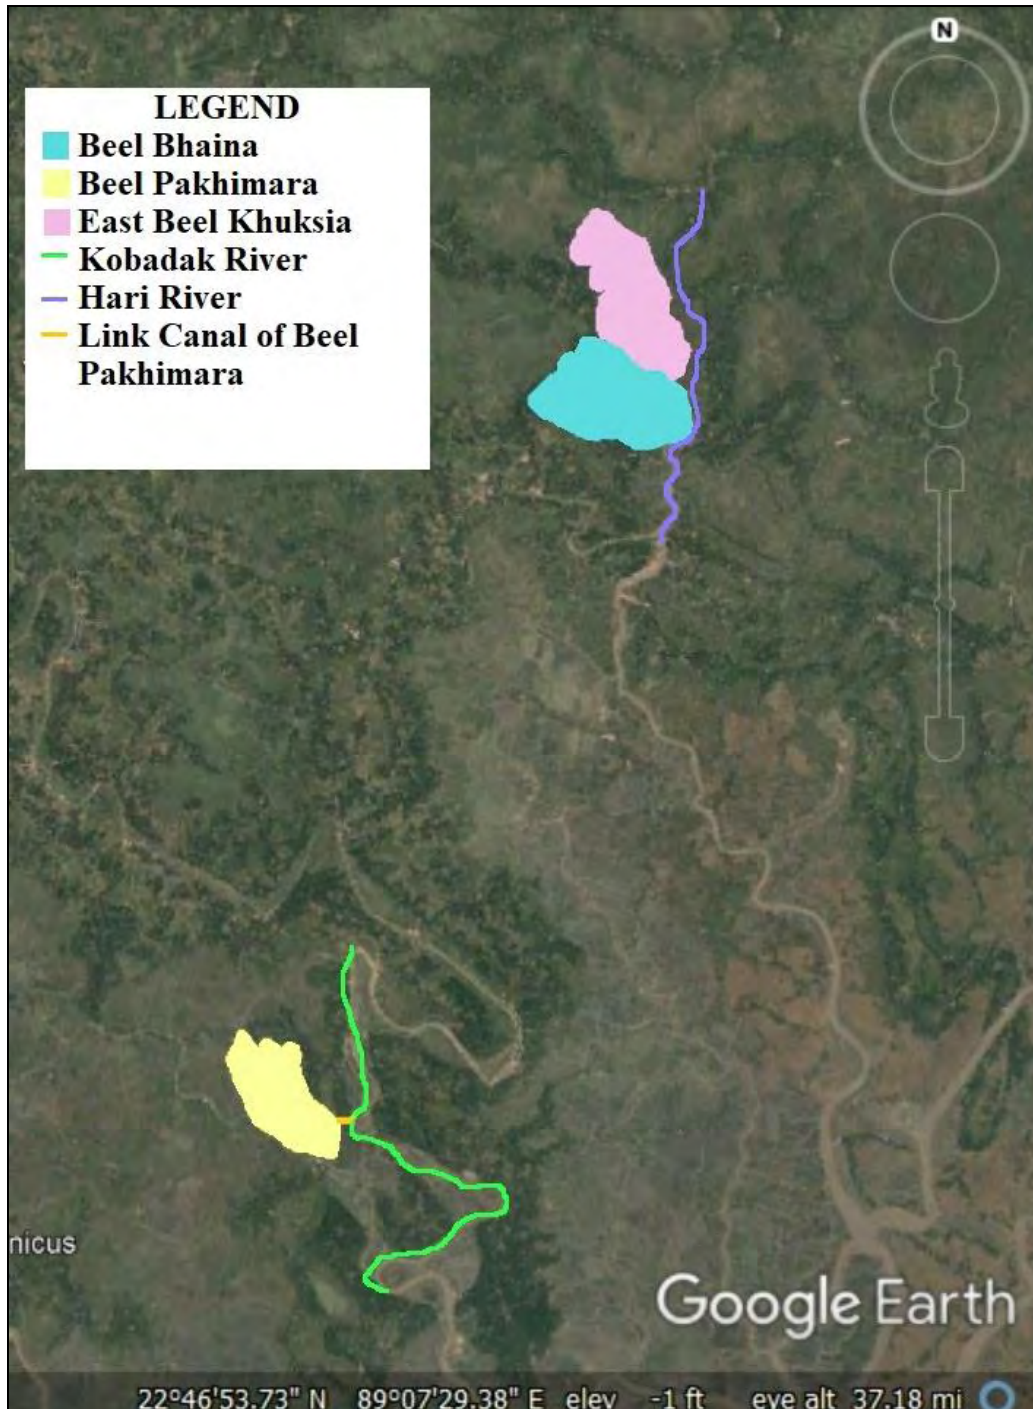 N
LEGEND
Beel Bhaina
Beel Pakhimara
East Beel Khuksia
Kobadak River
Hari River
Link Canal of Beel
Pakhimara
nicus
Google Earth
22°46'53.73" N 89°07'29.38" E elev -1 ft eye alt 37.18 mi